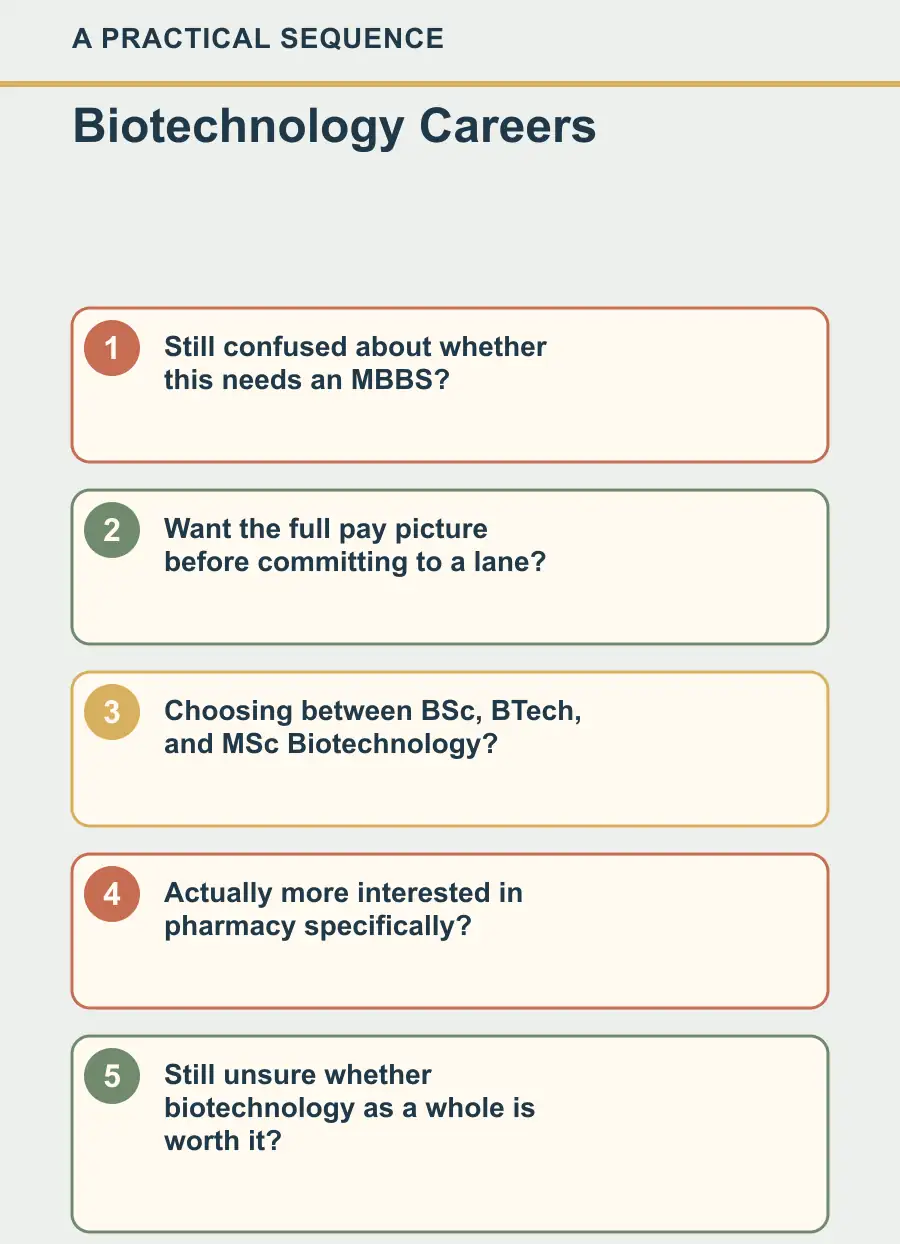 A PRACTICAL SEQUENCE
Biotechnology Careers
1
Still confused about whether
this needs an MBBS?
2
Want the full pay picture
before committing to a lane?
3
Choosing between BSc, BTech,
and MSc Biotechnology?
4
Actually more interested in
pharmacy specifically?
5
Still unsure whether
biotechnology as a whole is
worth it?